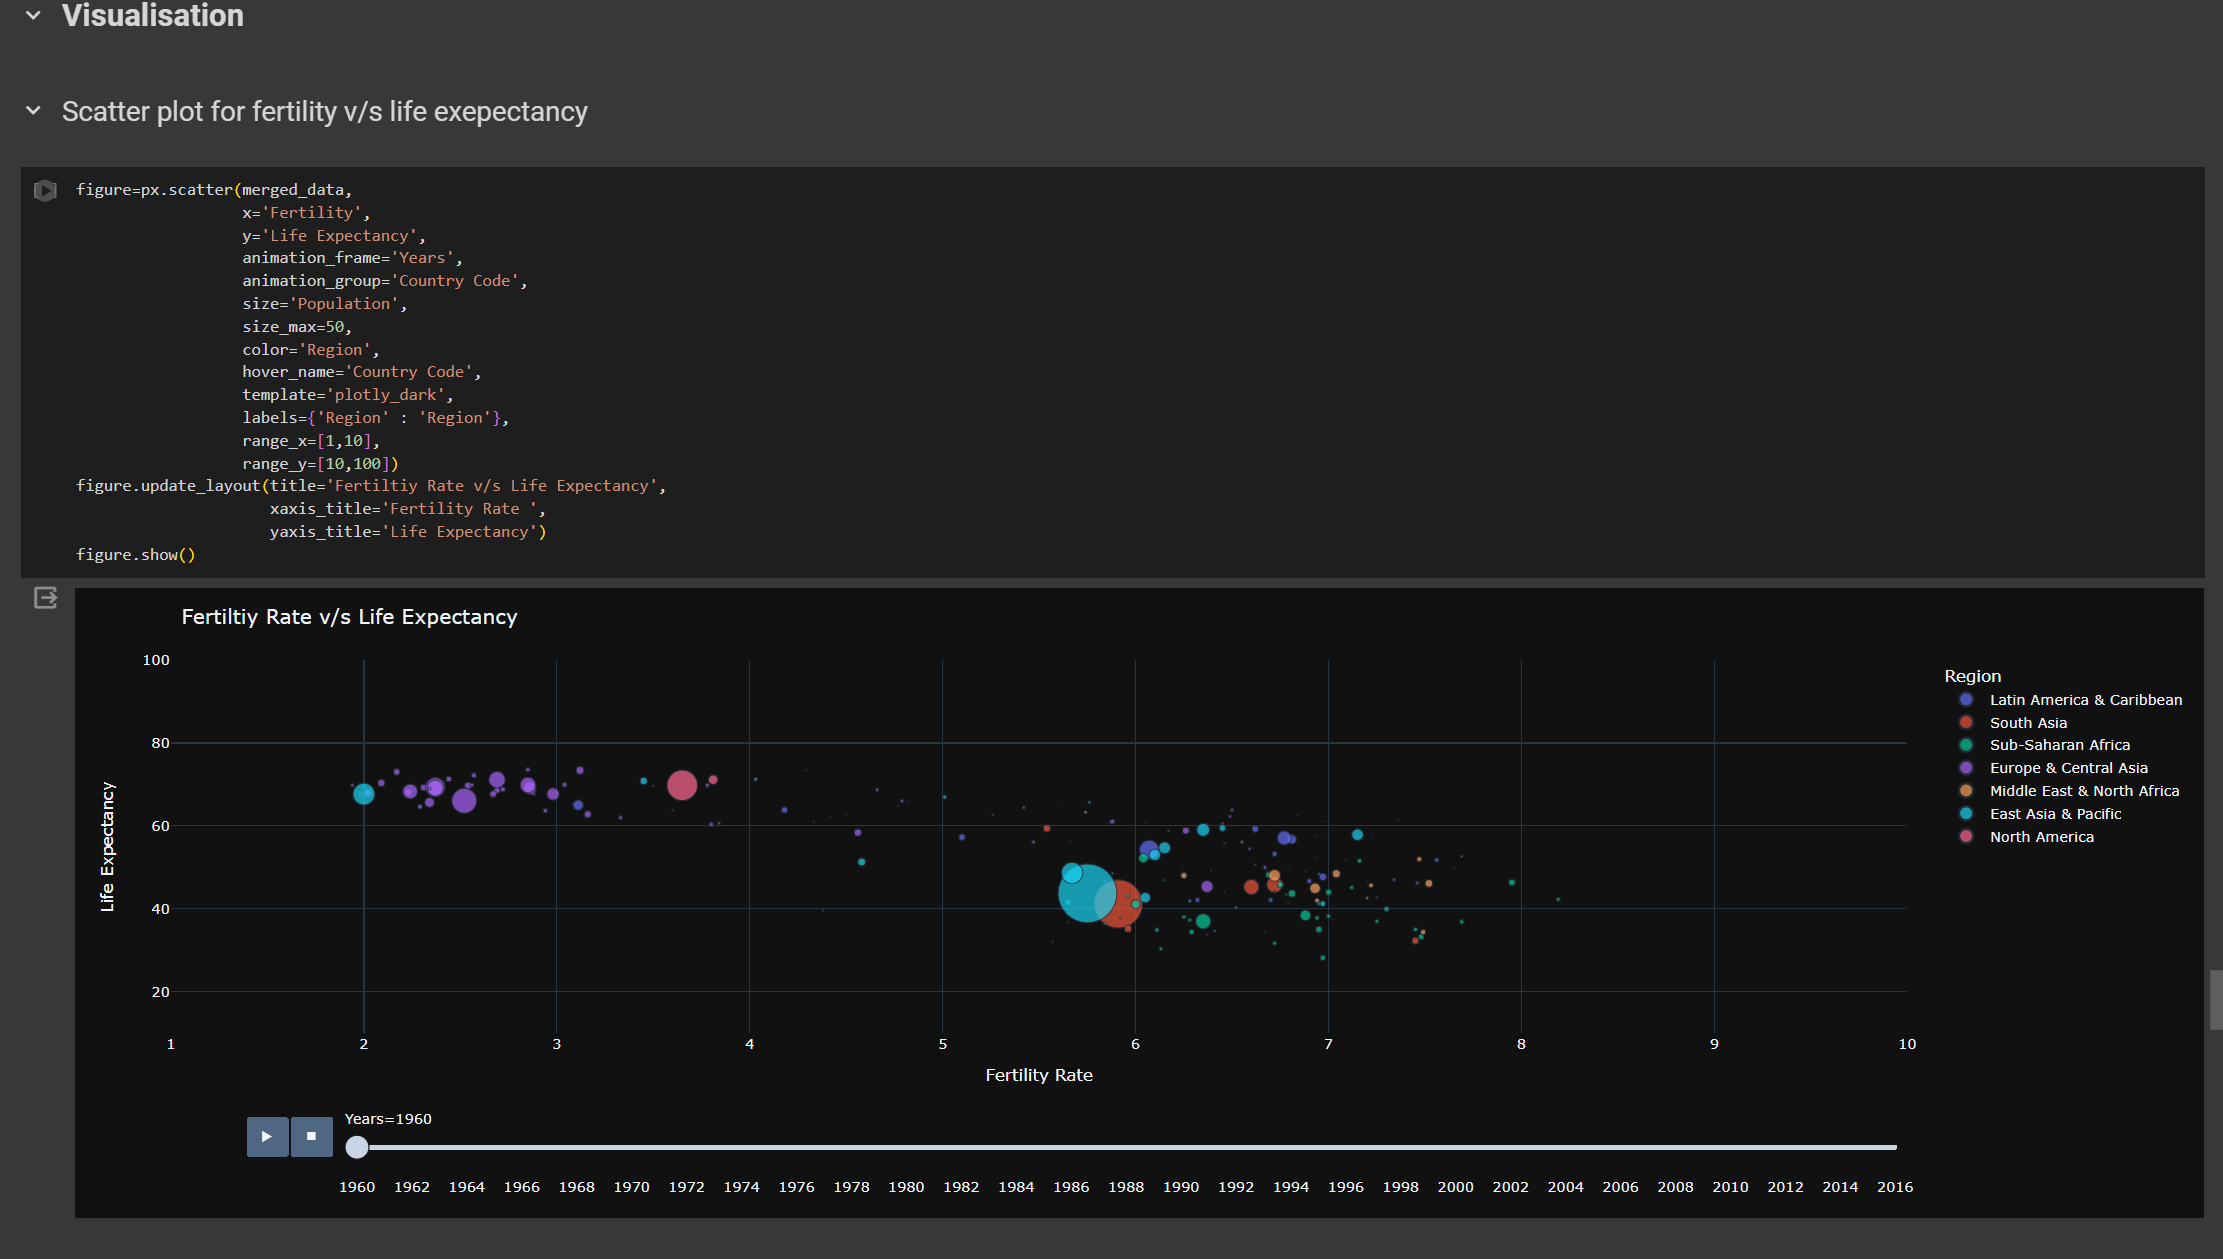 Visualisation
Scatter plot for fertility v/s life exepectancy
figure=px.scatter(merged_data,
x='Fertility',
y='Life Expectancy',
animation_frame='Years',
animation_group='Country Code',
size='Population',
size_max=50,
color='Region',
hover_name='Country Code',
template='plotly_dark',
labels={'Region' : 'Region'},
range_x=[1,10],
range_y=[10,100])
figure.update_layout(title='Fertiltiy Rate v/s Life Expectancy',
xaxis_title='Fertility Rate ',
yaxis_title='Life Expectancy')
figure.show()
Fertiltiy Rate v/s Life Expectancy
100
80
60
40
20
Life Expectancy
1 2 3 4 5 6 7 8 9 10
Fertility Rate
Region
Latin America & Caribbean
South Asia
Sub-Saharan Africa
Europe & Central Asia
Middle East & North Africa
East Asia & Pacific
North America
Years=1960
1960 1962 1964 1966 1968 1970 1972 1974 1976 1978 1980 1982 1984 1986 1988 1990 1992 1994 1996 1998 2000 2002 2004 2006 2008 2010 2012 2014 2016